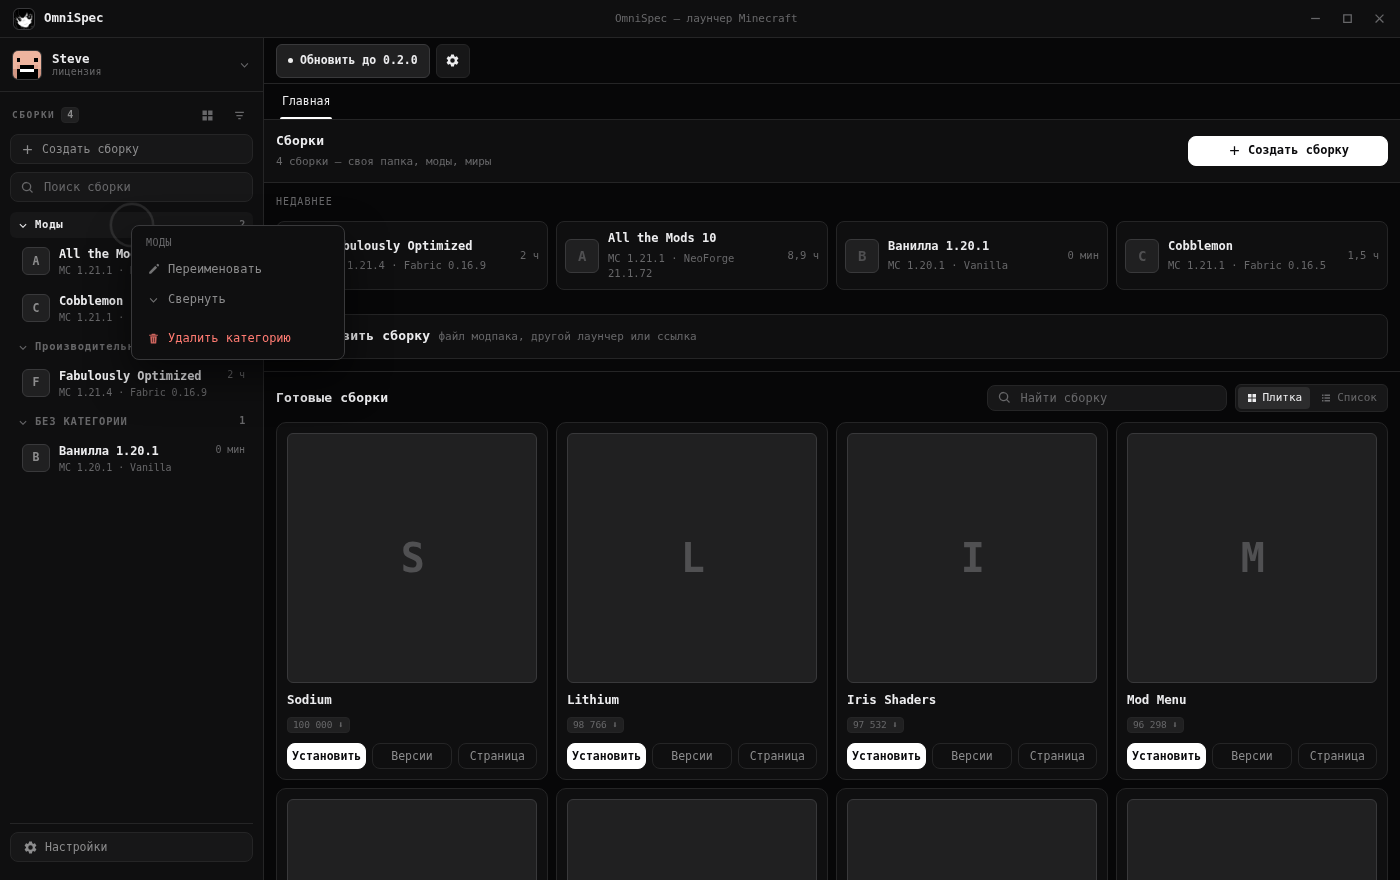 OmniSpec
OmniSpec — лаунчер Minecraft
Steve
лицензия
Обновить до 0.2.0
Главная
СБОРКИ 4
Создать сборку
Поиск сборки
Моды 2
All the Mo
MC 1.21.1 ·
Cobblemon
MC 1.21.1 ·
Fabulously Optimized 2 ч
MC 1.21.4 · Fabric 0.16.9
БЕЗ КАТЕГОРИИ 1
Ванилла 1.20.1 0 мин
MC 1.20.1 · Vanilla
Настройки
МОДЫ
Переименовать
Свернуть
Удалить категорию
Сборки
4 сборки — своя папка, моды, миры
Создать сборку
НЕДАВНЕЕ
bulously Optimized
1.21.4 · Fabric 0.16.9
2 ч
A
All the Mods 10
MC 1.21.1 · NeoForge
21.1.72
8,9 ч
В
Ванилла 1.20.1
MC 1.20.1 · Vanilla
0 мин
C
Cobblemon
MC 1.21.1 · Fabric 0.16.5
1,5 ч
вить сборку файл модпака, другой лаунчер или ссылка
Готовые сборки
Найти сборку
Плитка
Список
S
Sodium
100 000 ⬇
Установить Версии Страница
L
Lithium
98 766 ⬇
Установить Версии Страница
I
Iris Shaders
97 532 ⬇
Установить Версии Страница
M
Mod Menu
96 298 ⬇
Установить Версии Страница